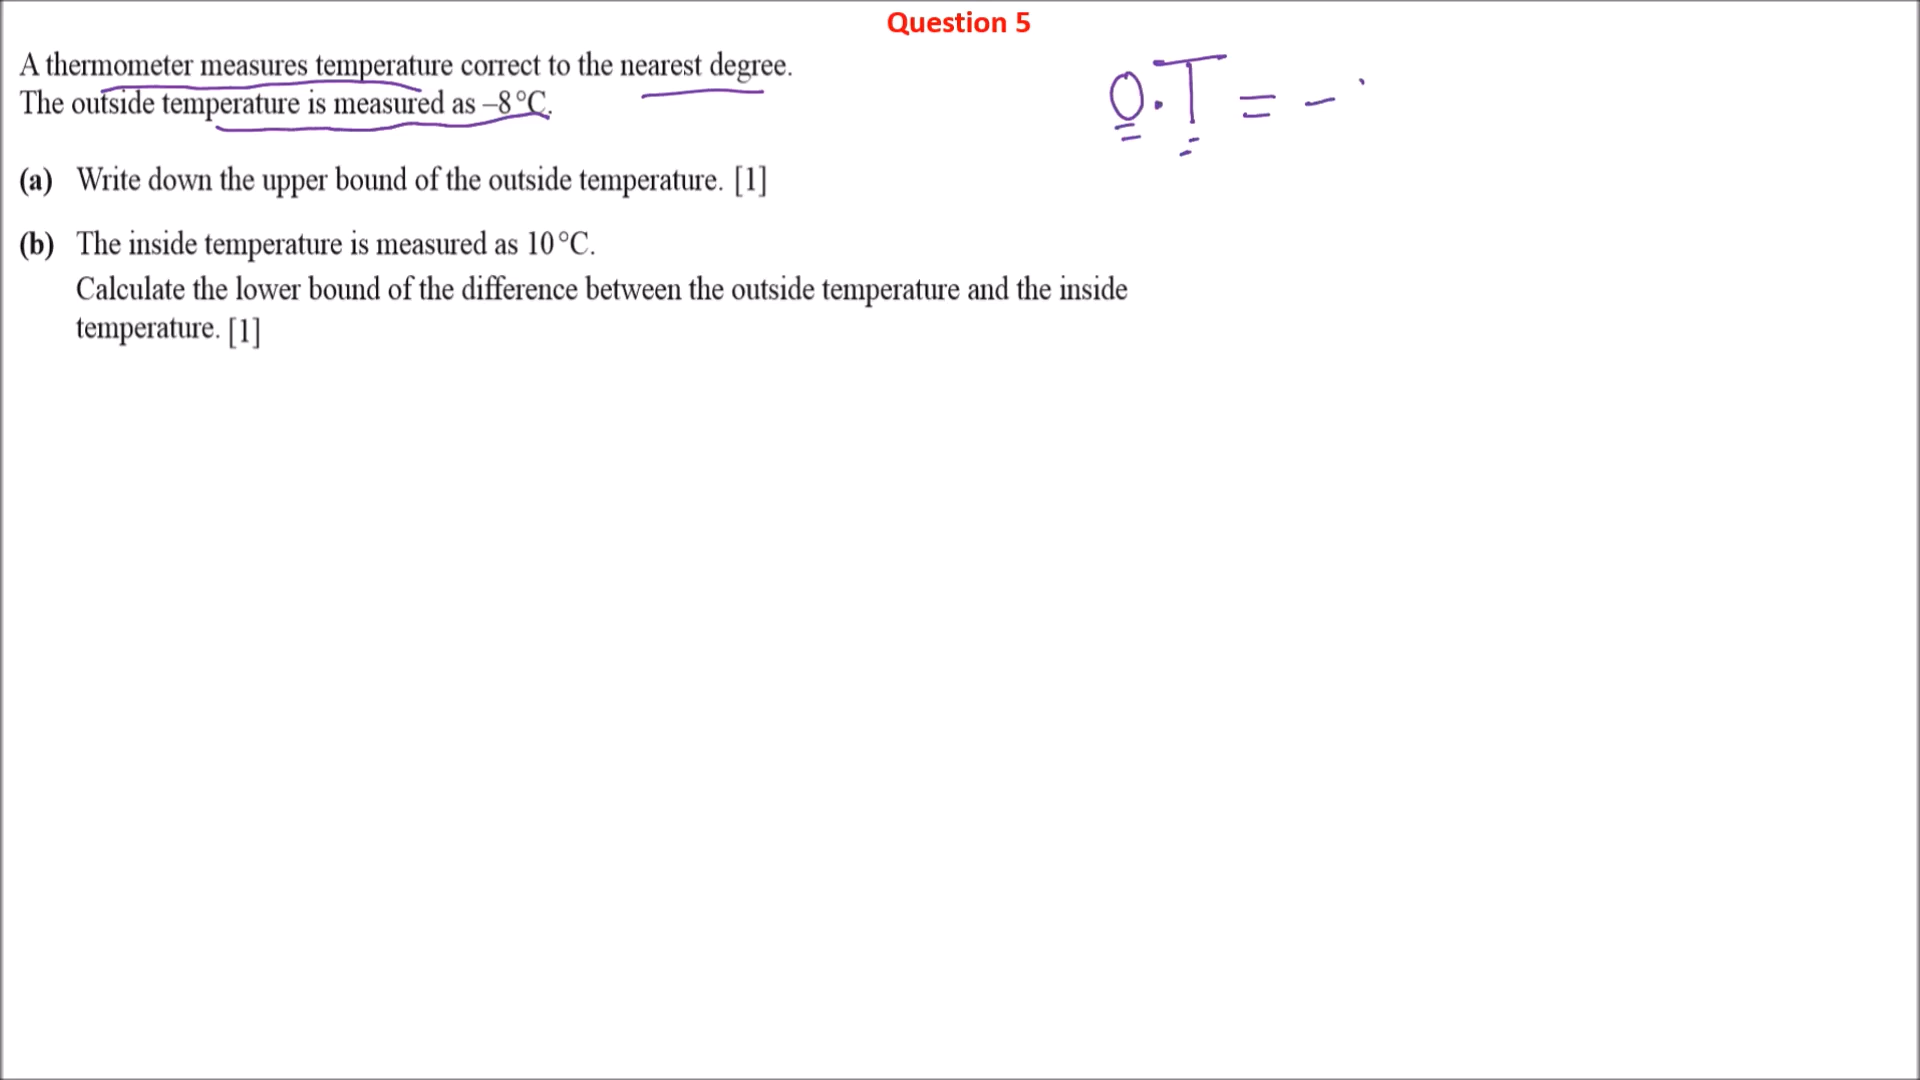 Question 5
A thermometer measures temperature correct to the nearest degree.
The outside temperature is measured as –8 °C.
O.T = -
(a) Write down the upper bound of the outside temperature. [1]
(b) The inside temperature is measured as 10 °C.
Calculate the lower bound of the difference between the outside temperature and the inside
temperature. [1]